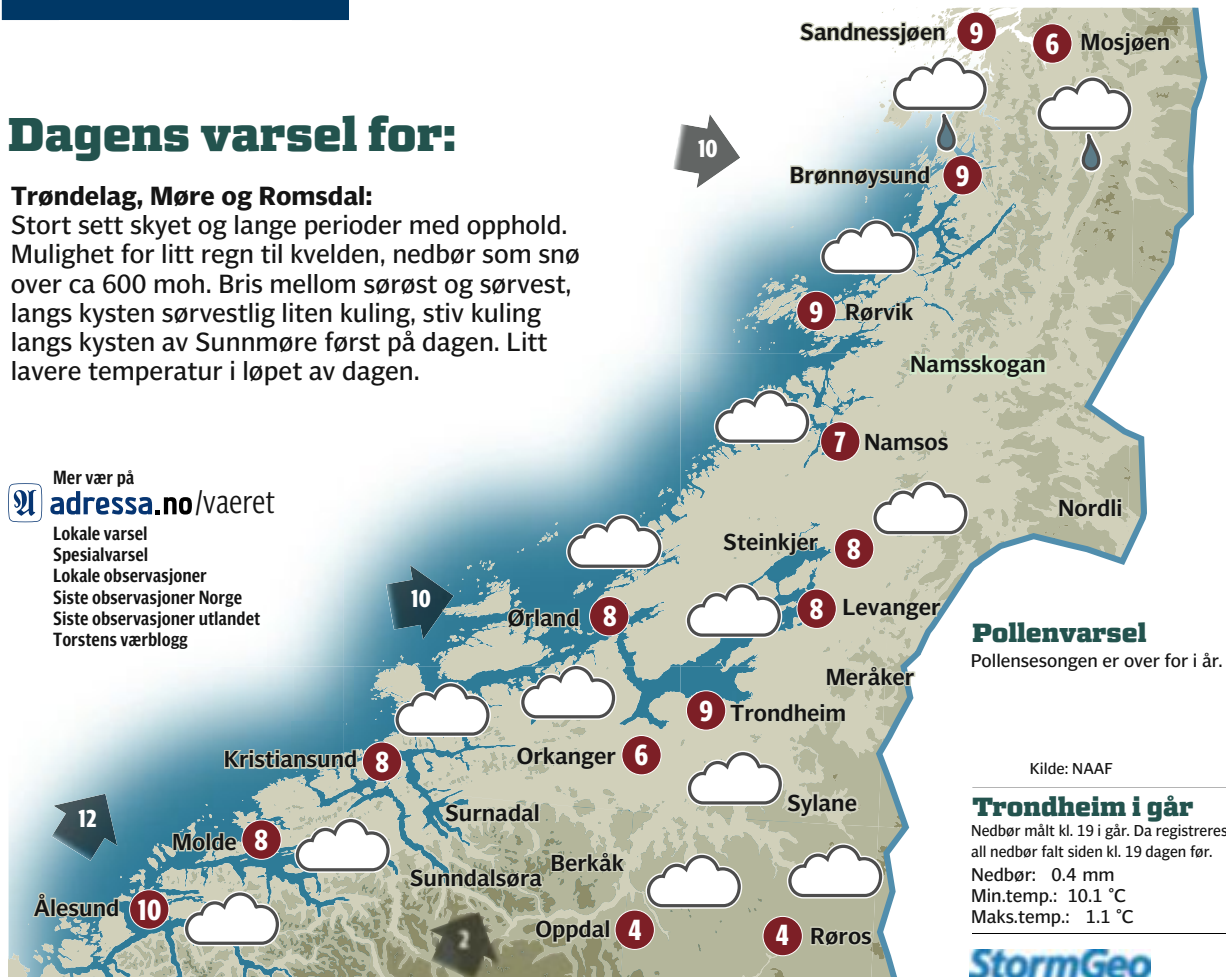 Dagens varsel for:
Trøndelag, Møre og Romsdal:
Stort sett skyet og lange perioder med opphold.
Mulighet for litt regn til kvelden, nedbør som snø
over ca 600 moh. Bris mellom sørøst og sørvest,
langs kysten sørvestlig liten kuling, stiv kuling
langs kysten av Sunnmøre først på dagen. Litt
lavere temperatur i løpet av dagen.
Mer vær på
A adressa.no/vaeret
Lokale varsel
Spesialvarsel
Lokale observasjoner
Siste observasjoner Norge
Siste observasjoner utlandet
Torstens værblogg
Sandnessjøen 9
6 Mosjøen
10
Brønnøysund 9
9 Rørvik
Namsskogan
7 Namsos
Nordli
Steinkjer 8
10
Ørland 8
8 Levanger
Meråker
9 Trondheim
Kristiansund 8
Orkanger 6
12
Surnadal
Sylane
Molde 8
Berkåk
Sunndalsøra
Ålesund 10
2
Oppdal 4
4 Røros
Pollenvarsel
Pollensesongen er over for i år.
Kilde: NAAF
Trondheim i går
Nedbør målt kl. 19 i går. Da registreres
all nedbør falt siden kl. 19 dagen før.
Nedbør: 0.4 mm
Min.temp.: 10.1 °C
Maks.temp.: 1.1 °C
StormGeo